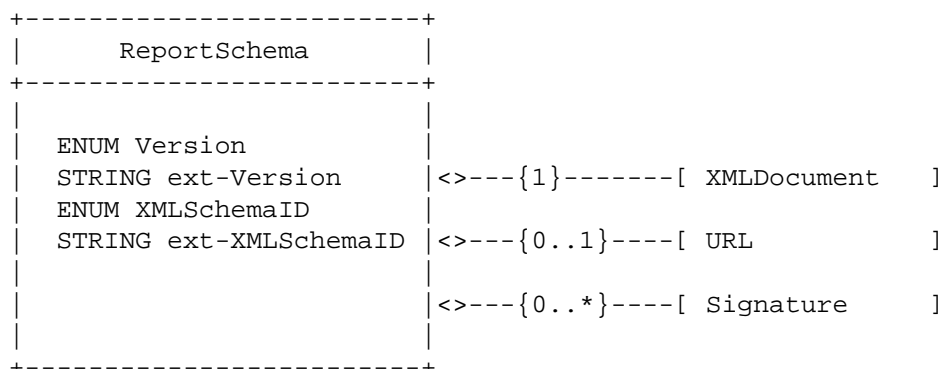 +-------------------------+
|      ReportSchema       |
+-------------------------+
|                         |
|  ENUM Version           |
|  STRING ext-Version     |<>---{1}-------[ XMLDocument   ]
|  ENUM XMLSchemaID       |
|  STRING ext-XMLSchemaID |<>---{0..1}----[ URL           ]
|                         |
|                         |<>---{0..*}----[ Signature     ]
|                         |
+-------------------------+